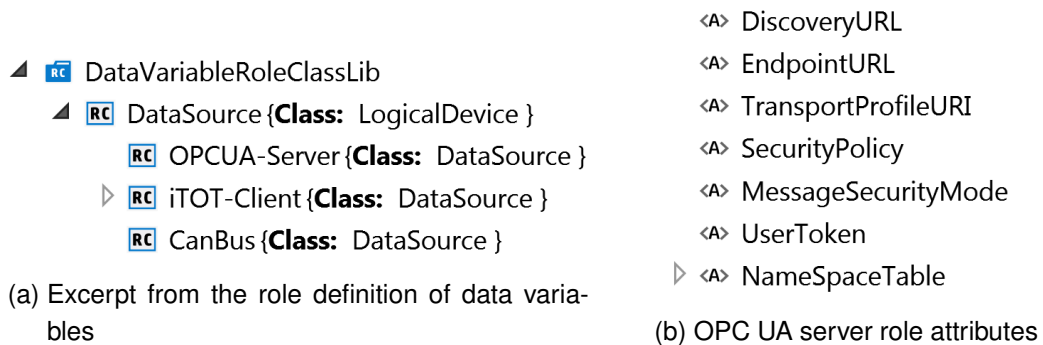 DataVariableRoleClassLib
DataSource {Class: LogicalDevice }
OPCUA-Server {Class: DataSource }
iTOT-Client {Class: DataSource }
CanBus {Class: DataSource }
(a) Excerpt from the role definition of data varia-
bles
DiscoveryURL
EndpointURL
TransportProfileURI
SecurityPolicy
MessageSecurityMode
UserToken
NameSpaceTable
(b) OPC UA server role attributes